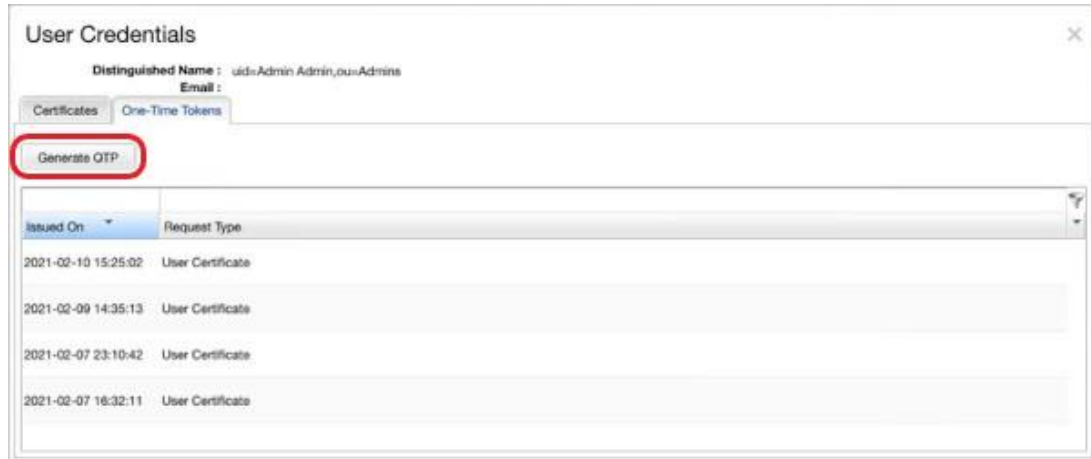 User Credentials
Distinguished Name : uid=Admin Admin,ou=Admins
Email :
Certificates One-Time Tokens
Generate OTP
Issued On Request Type
2021-02-10 15:25:02 User Certificate
2021-02-09 14:35:13 User Certificate
2021-02-07 23:10:42 User Certificate
2021-02-07 16:32:11 User Certificate